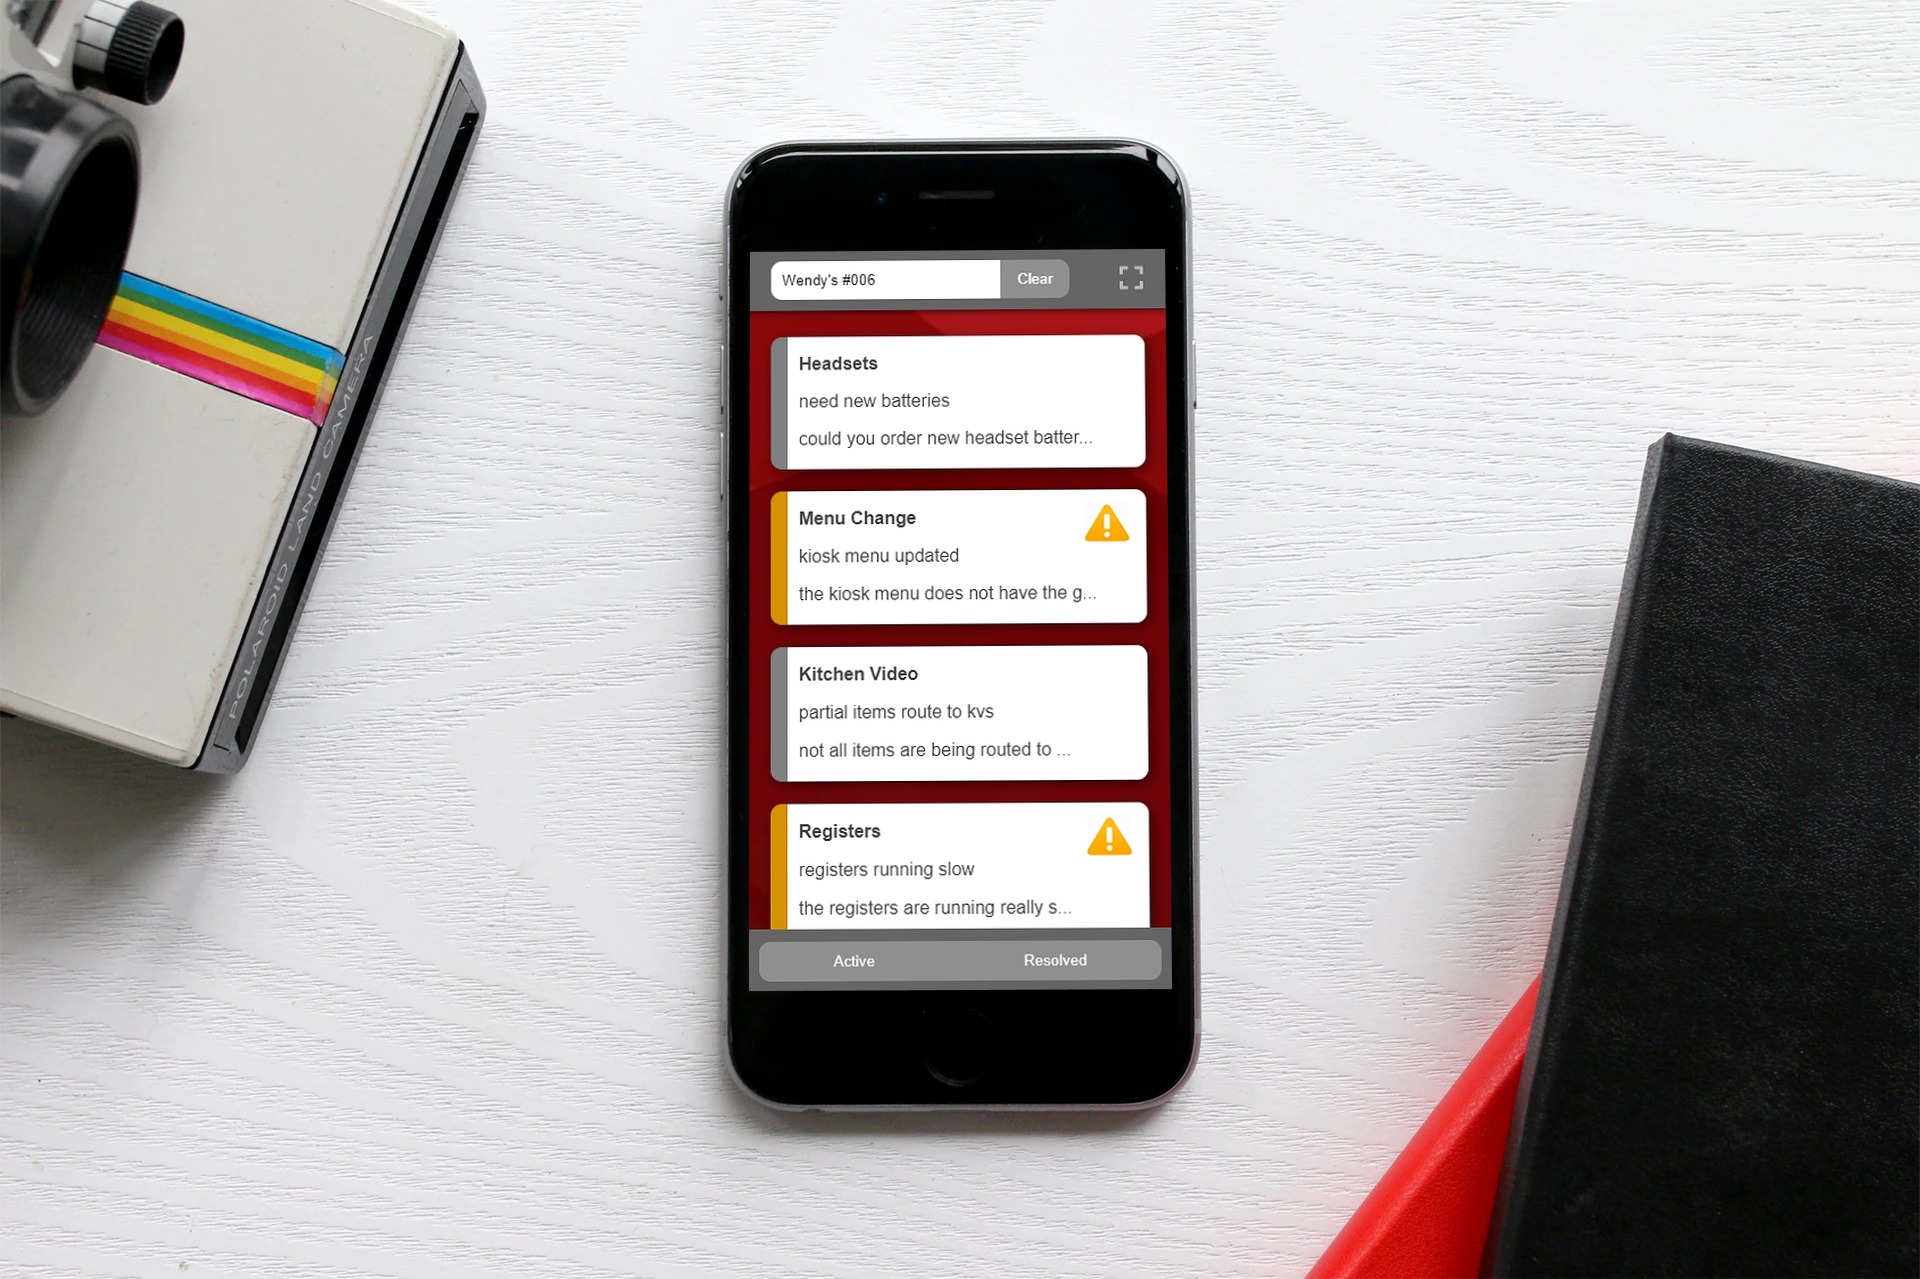 Wendy's #006
Clear
Headsets
need new batteries
could you order new headset batter...
Menu Change
kiosk menu updated
the kiosk menu does not have the g...
Kitchen Video
partial items route to kvs
not all items are being routed to ...
Registers
registers running slow
the registers are running really s...
Active
Resolved
POLAROID LAND CAMERA